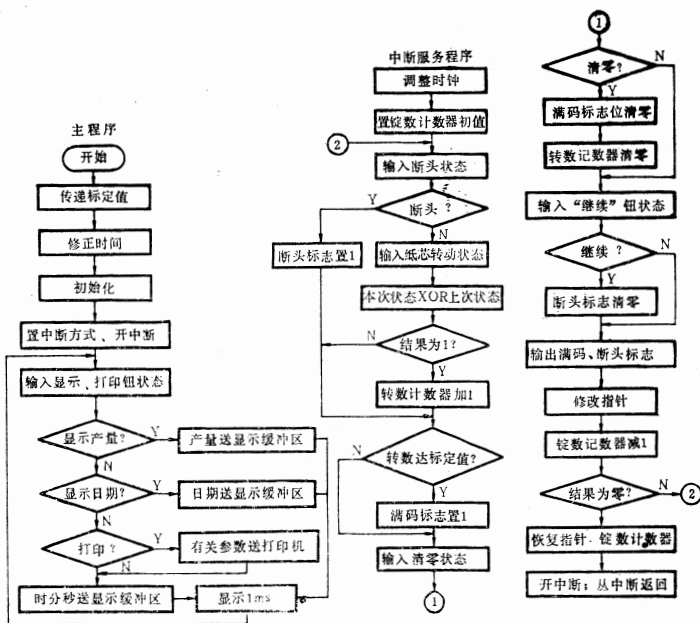 主程序
开始
传递标定值
修正时间
初始化
置中断方式、开中断
输入显示、打印钮状态
显示产量？
Y
产量送显示缓冲区
N
显示日期？
Y
日期送显示缓冲区
N
打印？
Y
有关参数送打印机
N
时分秒送显示缓冲区
显示1ms
中断服务程序
调整时钟
置锭数计数器初值
2
输入断头状态
断头？
Y
N
断头标志置1
输入纸芯转动状态
本次状态XOR上次状态
结果为1？
N
Y
转数计数器加1
转数达标定值？
N
Y
满码标志置1
输入清零状态
1
1
清零？
N
Y
满码标志位清零
转数记数器清零
输入“继续”钮状态
继续？
N
Y
断头标志清零
输出满码、断头标志
修改指针
锭数记数器减1
结果为零？
N
2
Y
恢复指针·锭数计数器
开中断；从中断返回